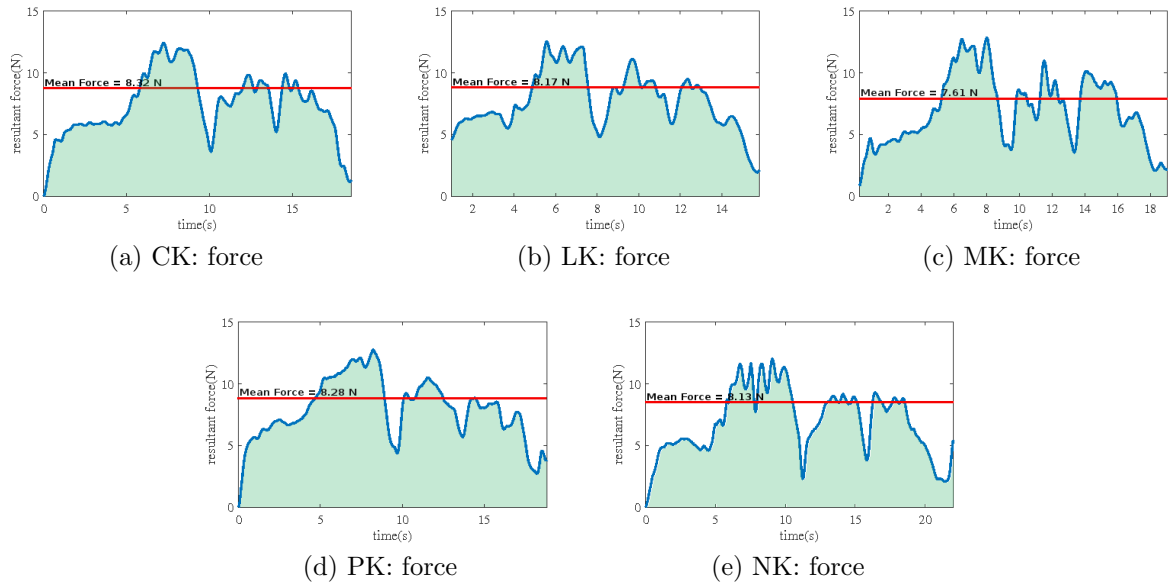 15
10
5
0
resultant force(N)
Mean Force = 8.32 N
0 5 10 15
time(s)
(a) CK: force
15
10
5
0
resultant force(N)
Mean Force = 8.17 N
2 4 6 8 10 12 14
time(s)
(b) LK: force
15
10
5
0
resultant force(N)
Mean Force = 7.61 N
2 4 6 8 10 12 14 16 18
time(s)
(c) MK: force
15
10
5
0
resultant force(N)
Mean Force = 8.28 N
0 5 10 15
time(s)
(d) PK: force
15
10
5
0
resultant force(N)
Mean Force = 8.13 N
0 5 10 15 20
time(s)
(e) NK: force